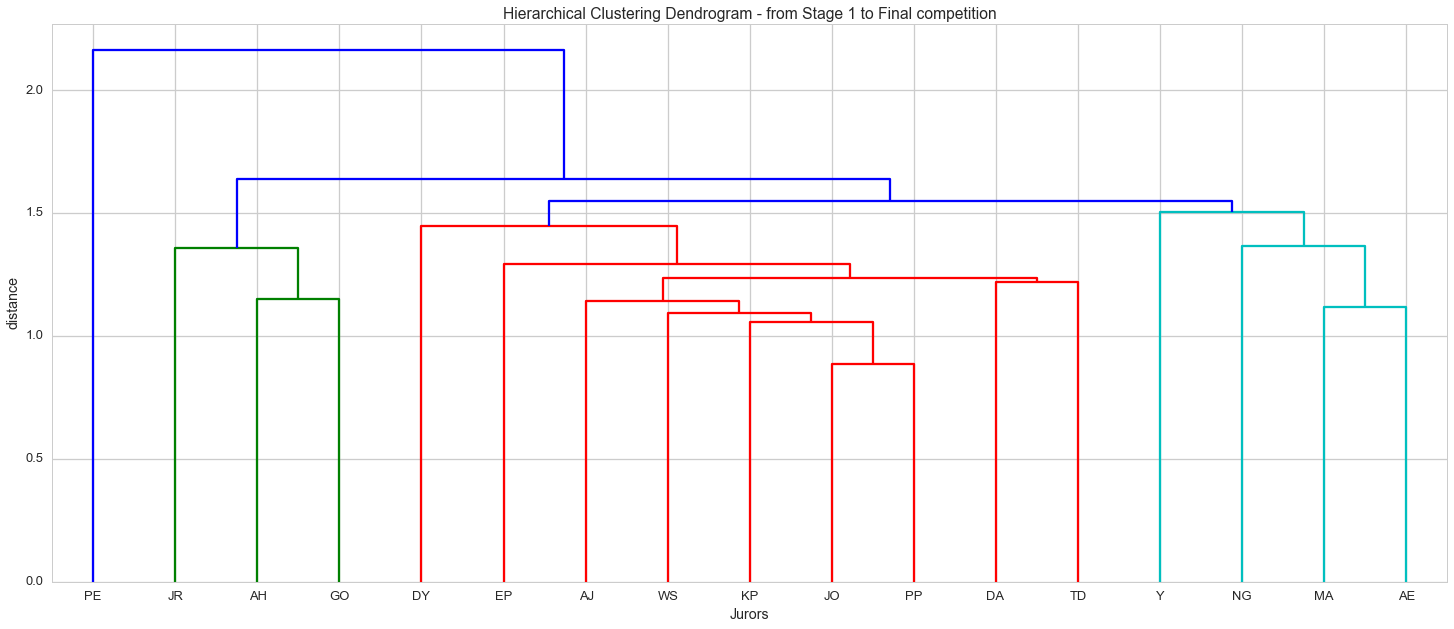 Hierarchical Clustering Dendrogram - from Stage 1 to Final competition
distance
2.0
1.5
1.0
0.5
0.0
PE JR AH GO DY EP AJ WS KP JO PP DA TD Y NG MA AE
Jurors